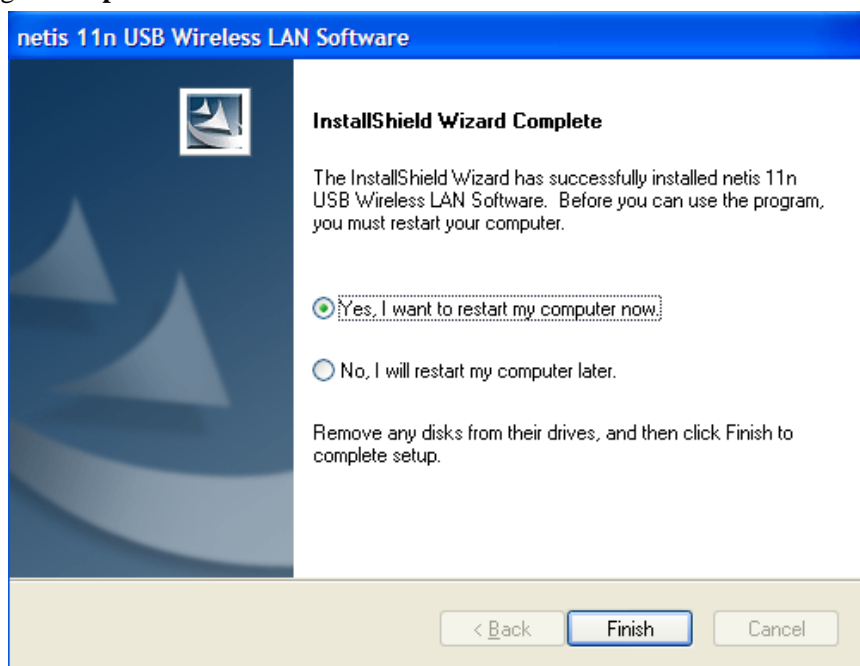 netis 11n USB Wireless LAN Software
InstallShield Wizard Complete
The InstallShield Wizard has successfully installed netis 11n
USB Wireless LAN Software. Before you can use the program,
you must restart your computer.
Yes, I want to restart my computer now.
No, I will restart my computer later.
Remove any disks from their drives, and then click Finish to
complete setup.
< Back
Finish
Cancel